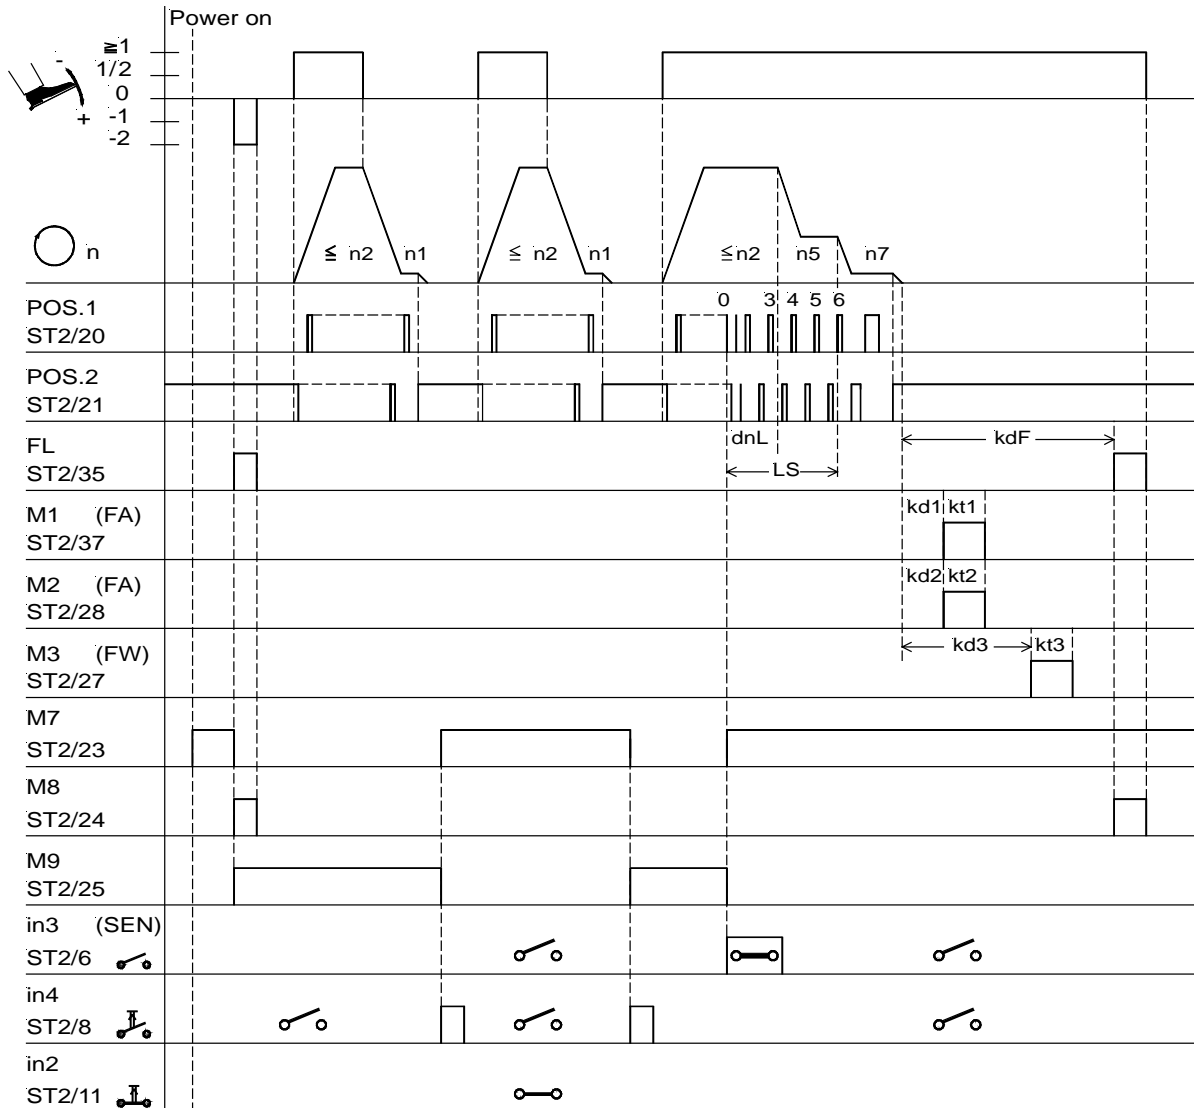 Power on
≧1
-
1/2
0
+ -1
-2
n
≤ n2 n1 ≤ n2 n1 ≤n2 n5 n7
POS.1 0 3 4 5 6
ST2/20
POS.2
ST2/21
FL dnL kdF
ST2/35 LS
M1 (FA) kd1 kt1
ST2/37
M2 (FA) kd2 kt2
ST2/28
M3 (FW) kd3 kt3
ST2/27
M7
ST2/23
M8
ST2/24
M9
ST2/25
in3 (SEN)
ST2/6
in4
ST2/8
in2
ST2/11